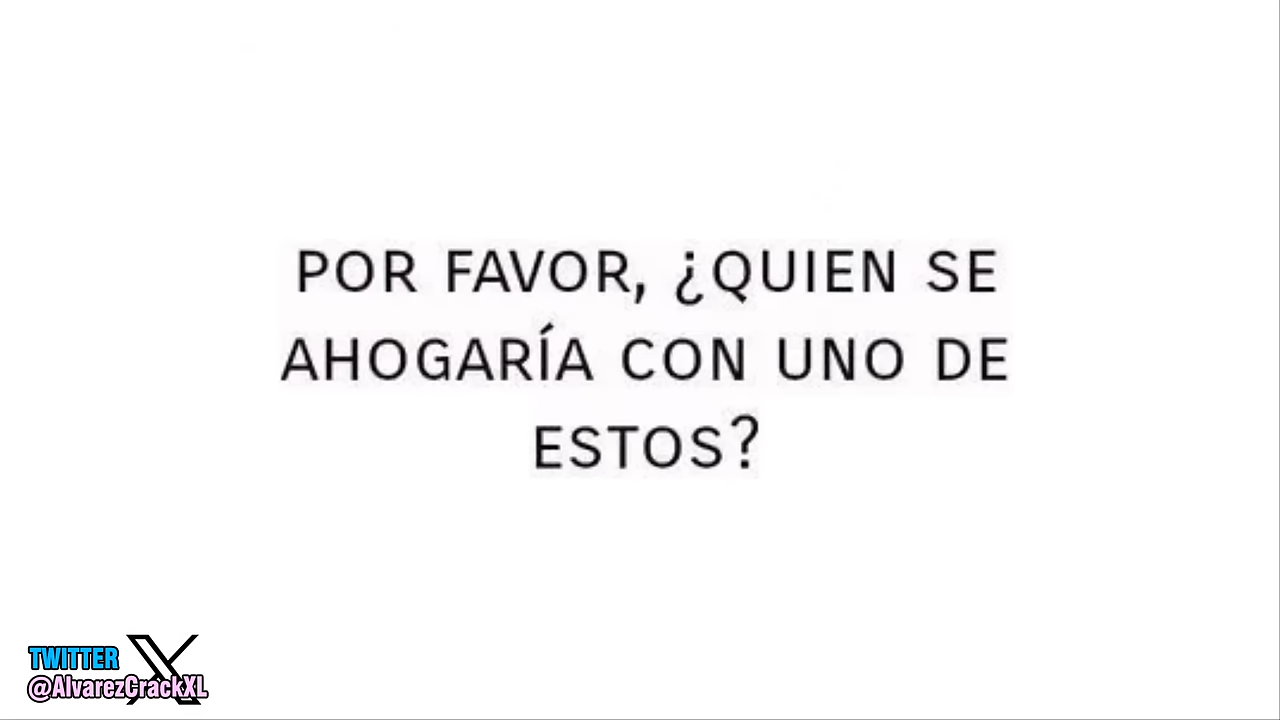 POR FAVOR, ¿QUIEN SE
AHOGARÍA CON UNO DE
ESTOS?
TWITTER X
@AlvarezCrackXL